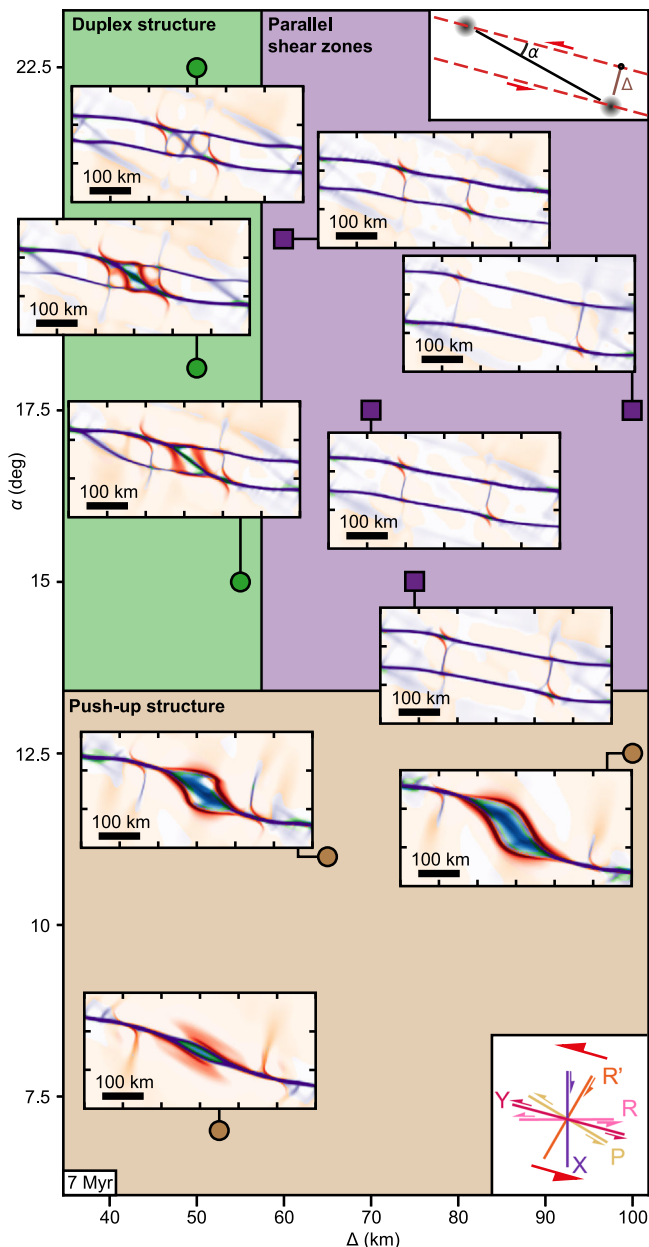 Duplex structure
Parallel
shear zones
α
Δ
22.5
100 km
100 km
100 km
100 km
17.5
100 km
100 km
α (deg)
15
100 km
Push-up structure
12.5
100 km
100 km
10
100 km
7.5
R'
Y
R
P
X
7 Myr
40
50
60
70
80
90
100
Δ (km)